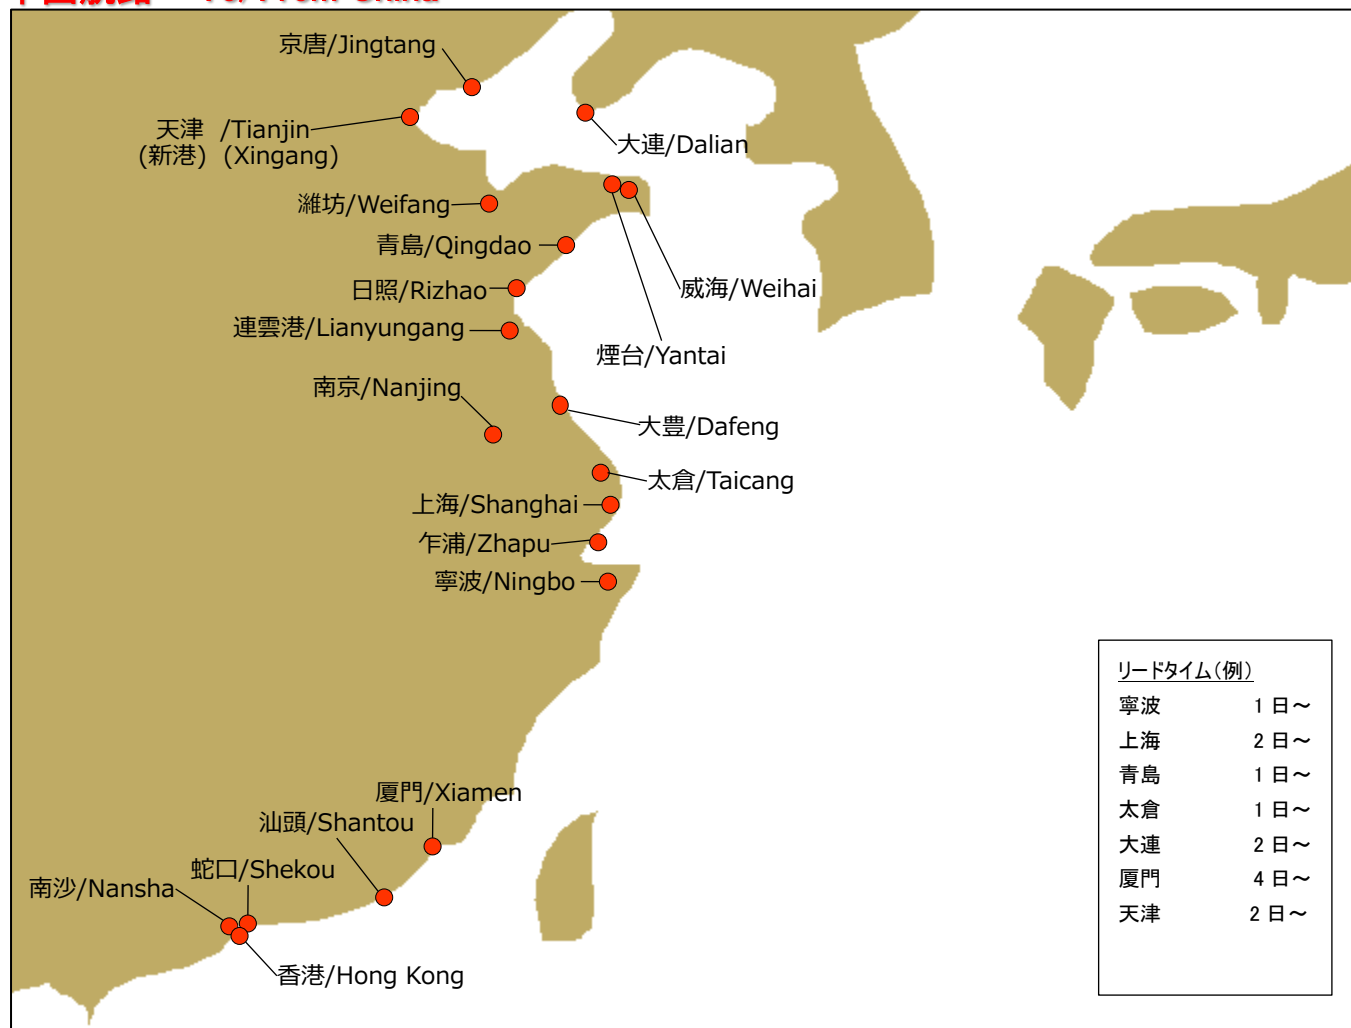 京唐/Jingtang
天津 /Tianjin
(新港) (Xingang)
大連/Dalian
濰坊/Weifang
青島/Qingdao
日照/Rizhao
威海/Weihai
連雲港/Lianyungang
煙台/Yantai
南京/Nanjing
大豊/Dafeng
太倉/Taicang
上海/Shanghai
乍浦/Zhapu
寧波/Ningbo
厦門/Xiamen
汕頭/Shantou
蛇口/Shekou
南沙/Nansha
香港/Hong Kong
リードタイム(例)
寧波 1 日～
上海 2 日～
青島 1 日～
太倉 1 日～
大連 2 日～
厦門 4 日～
天津 2 日～